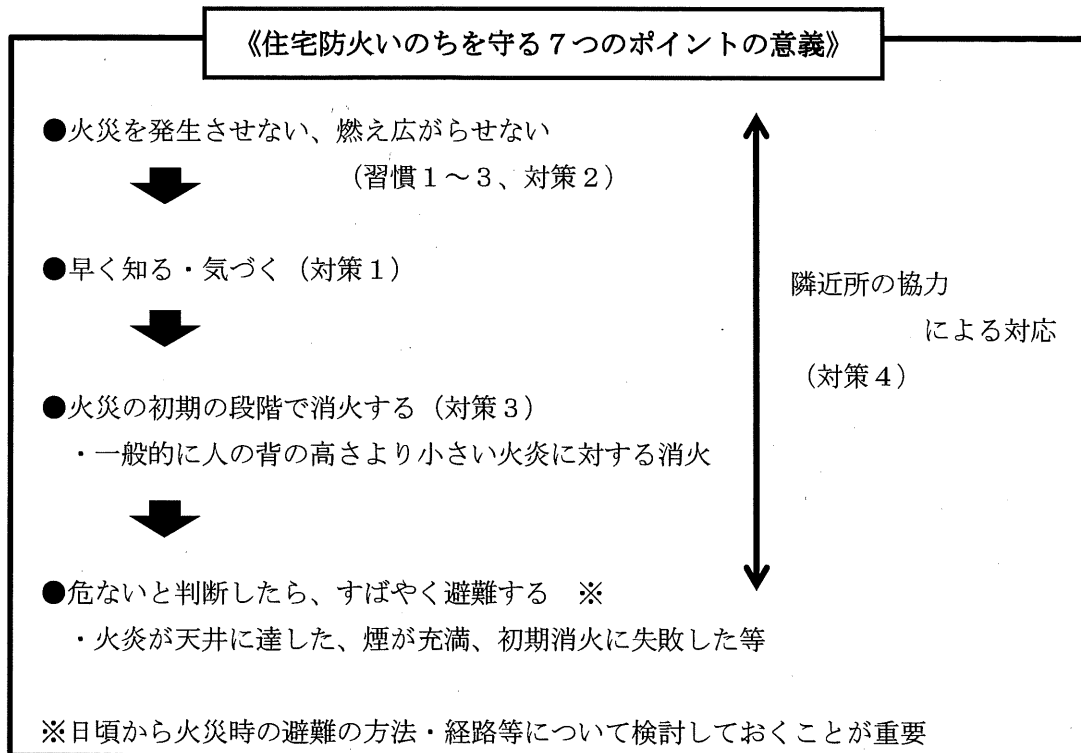 《住宅防火いのちを守る７つのポイントの意義》
●火災を発生させない、燃え広がらせない
（習慣１～３、対策２）
●早く知る・気づく（対策１）
●火災の初期の段階で消火する（対策３）
・一般的に人の背の高さより小さい火炎に対する消火
●危ないと判断したら、すばやく避難する　※
・火炎が天井に達した、煙が充満、初期消火に失敗した等
隣近所の協力
による対応
（対策４）
※日頃から火災時の避難の方法・経路等について検討しておくことが重要